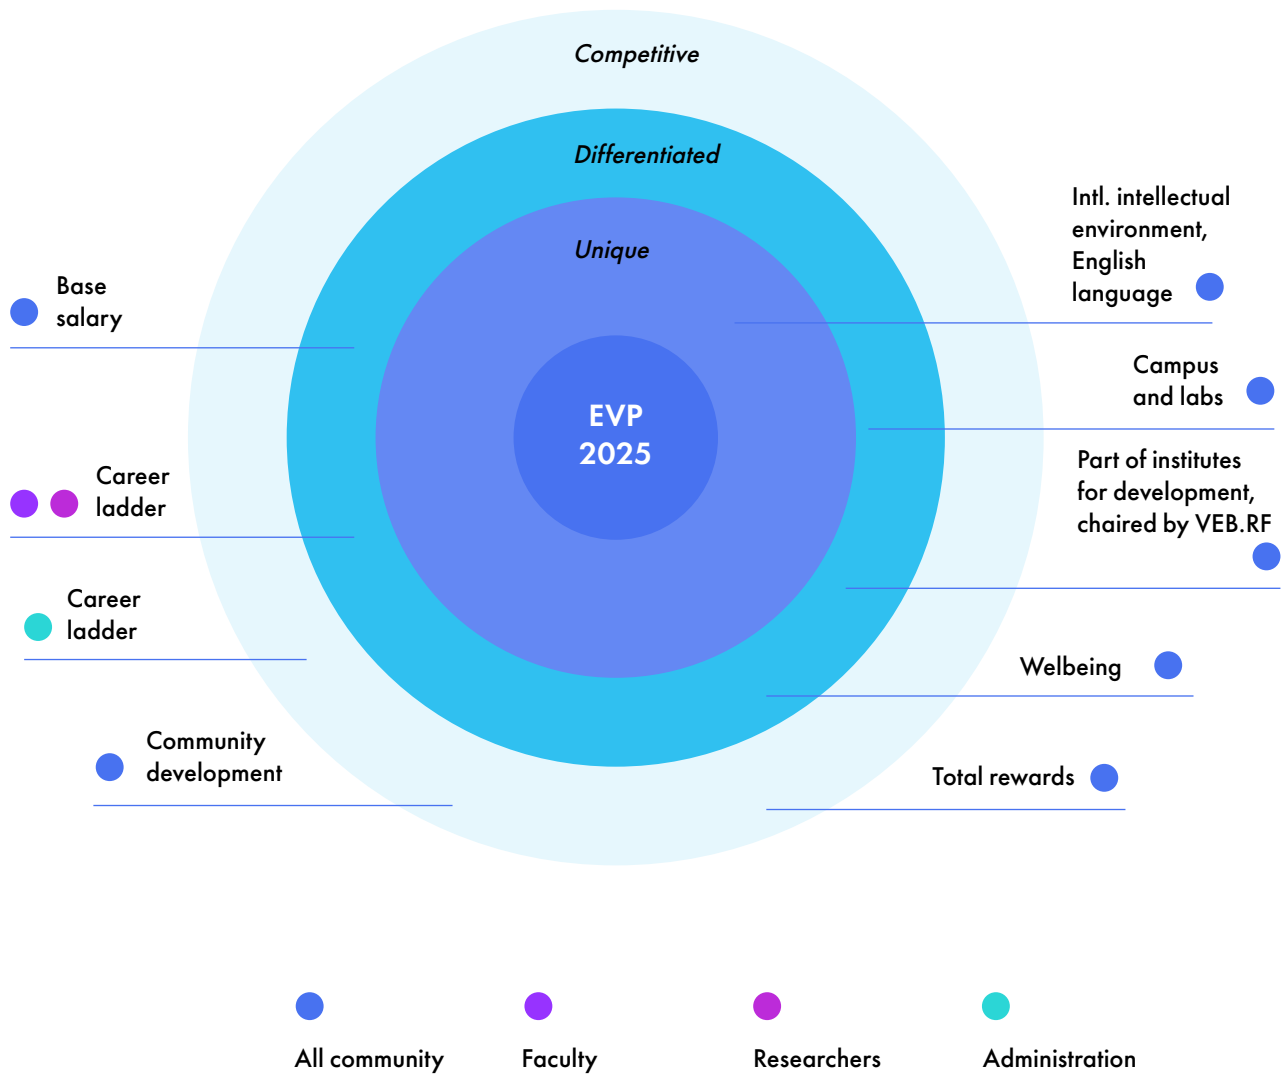 Competitive
Differentiated
Unique
EVP
2025
Base
salary
Career
ladder
Career
ladder
Community
development
Intl. intellectual
environment,
English
language
Campus
and labs
Part of institutes
for development,
chaired by VEB.RF
Welbeing
Total rewards
All community
Faculty
Researchers
Administration